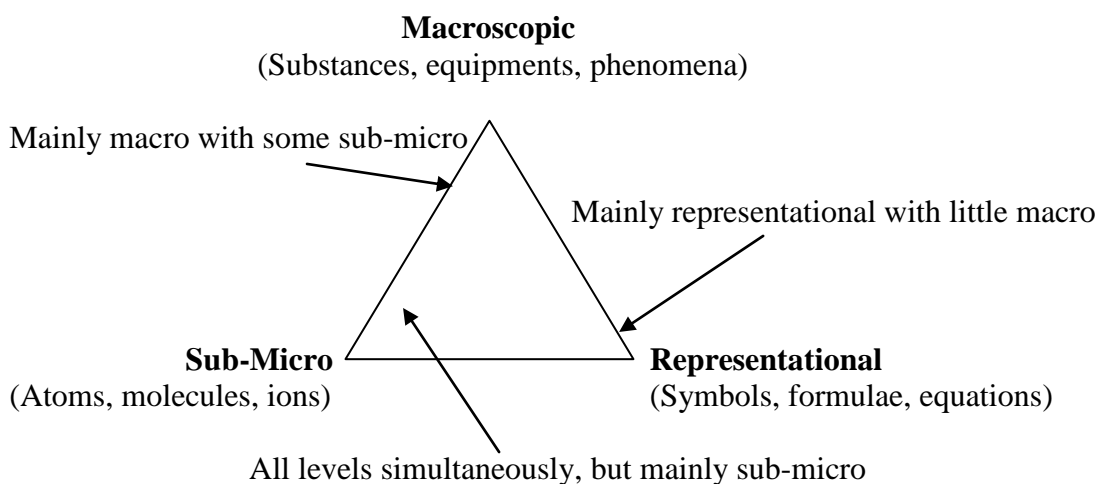 Macroscopic
(Substances, equipments, phenomena)
Mainly macro with some sub-micro
Mainly representational with little macro
Sub-Micro
(Atoms, molecules, ions)
Representational
(Symbols, formulae, equations)
All levels simultaneously, but mainly sub-micro